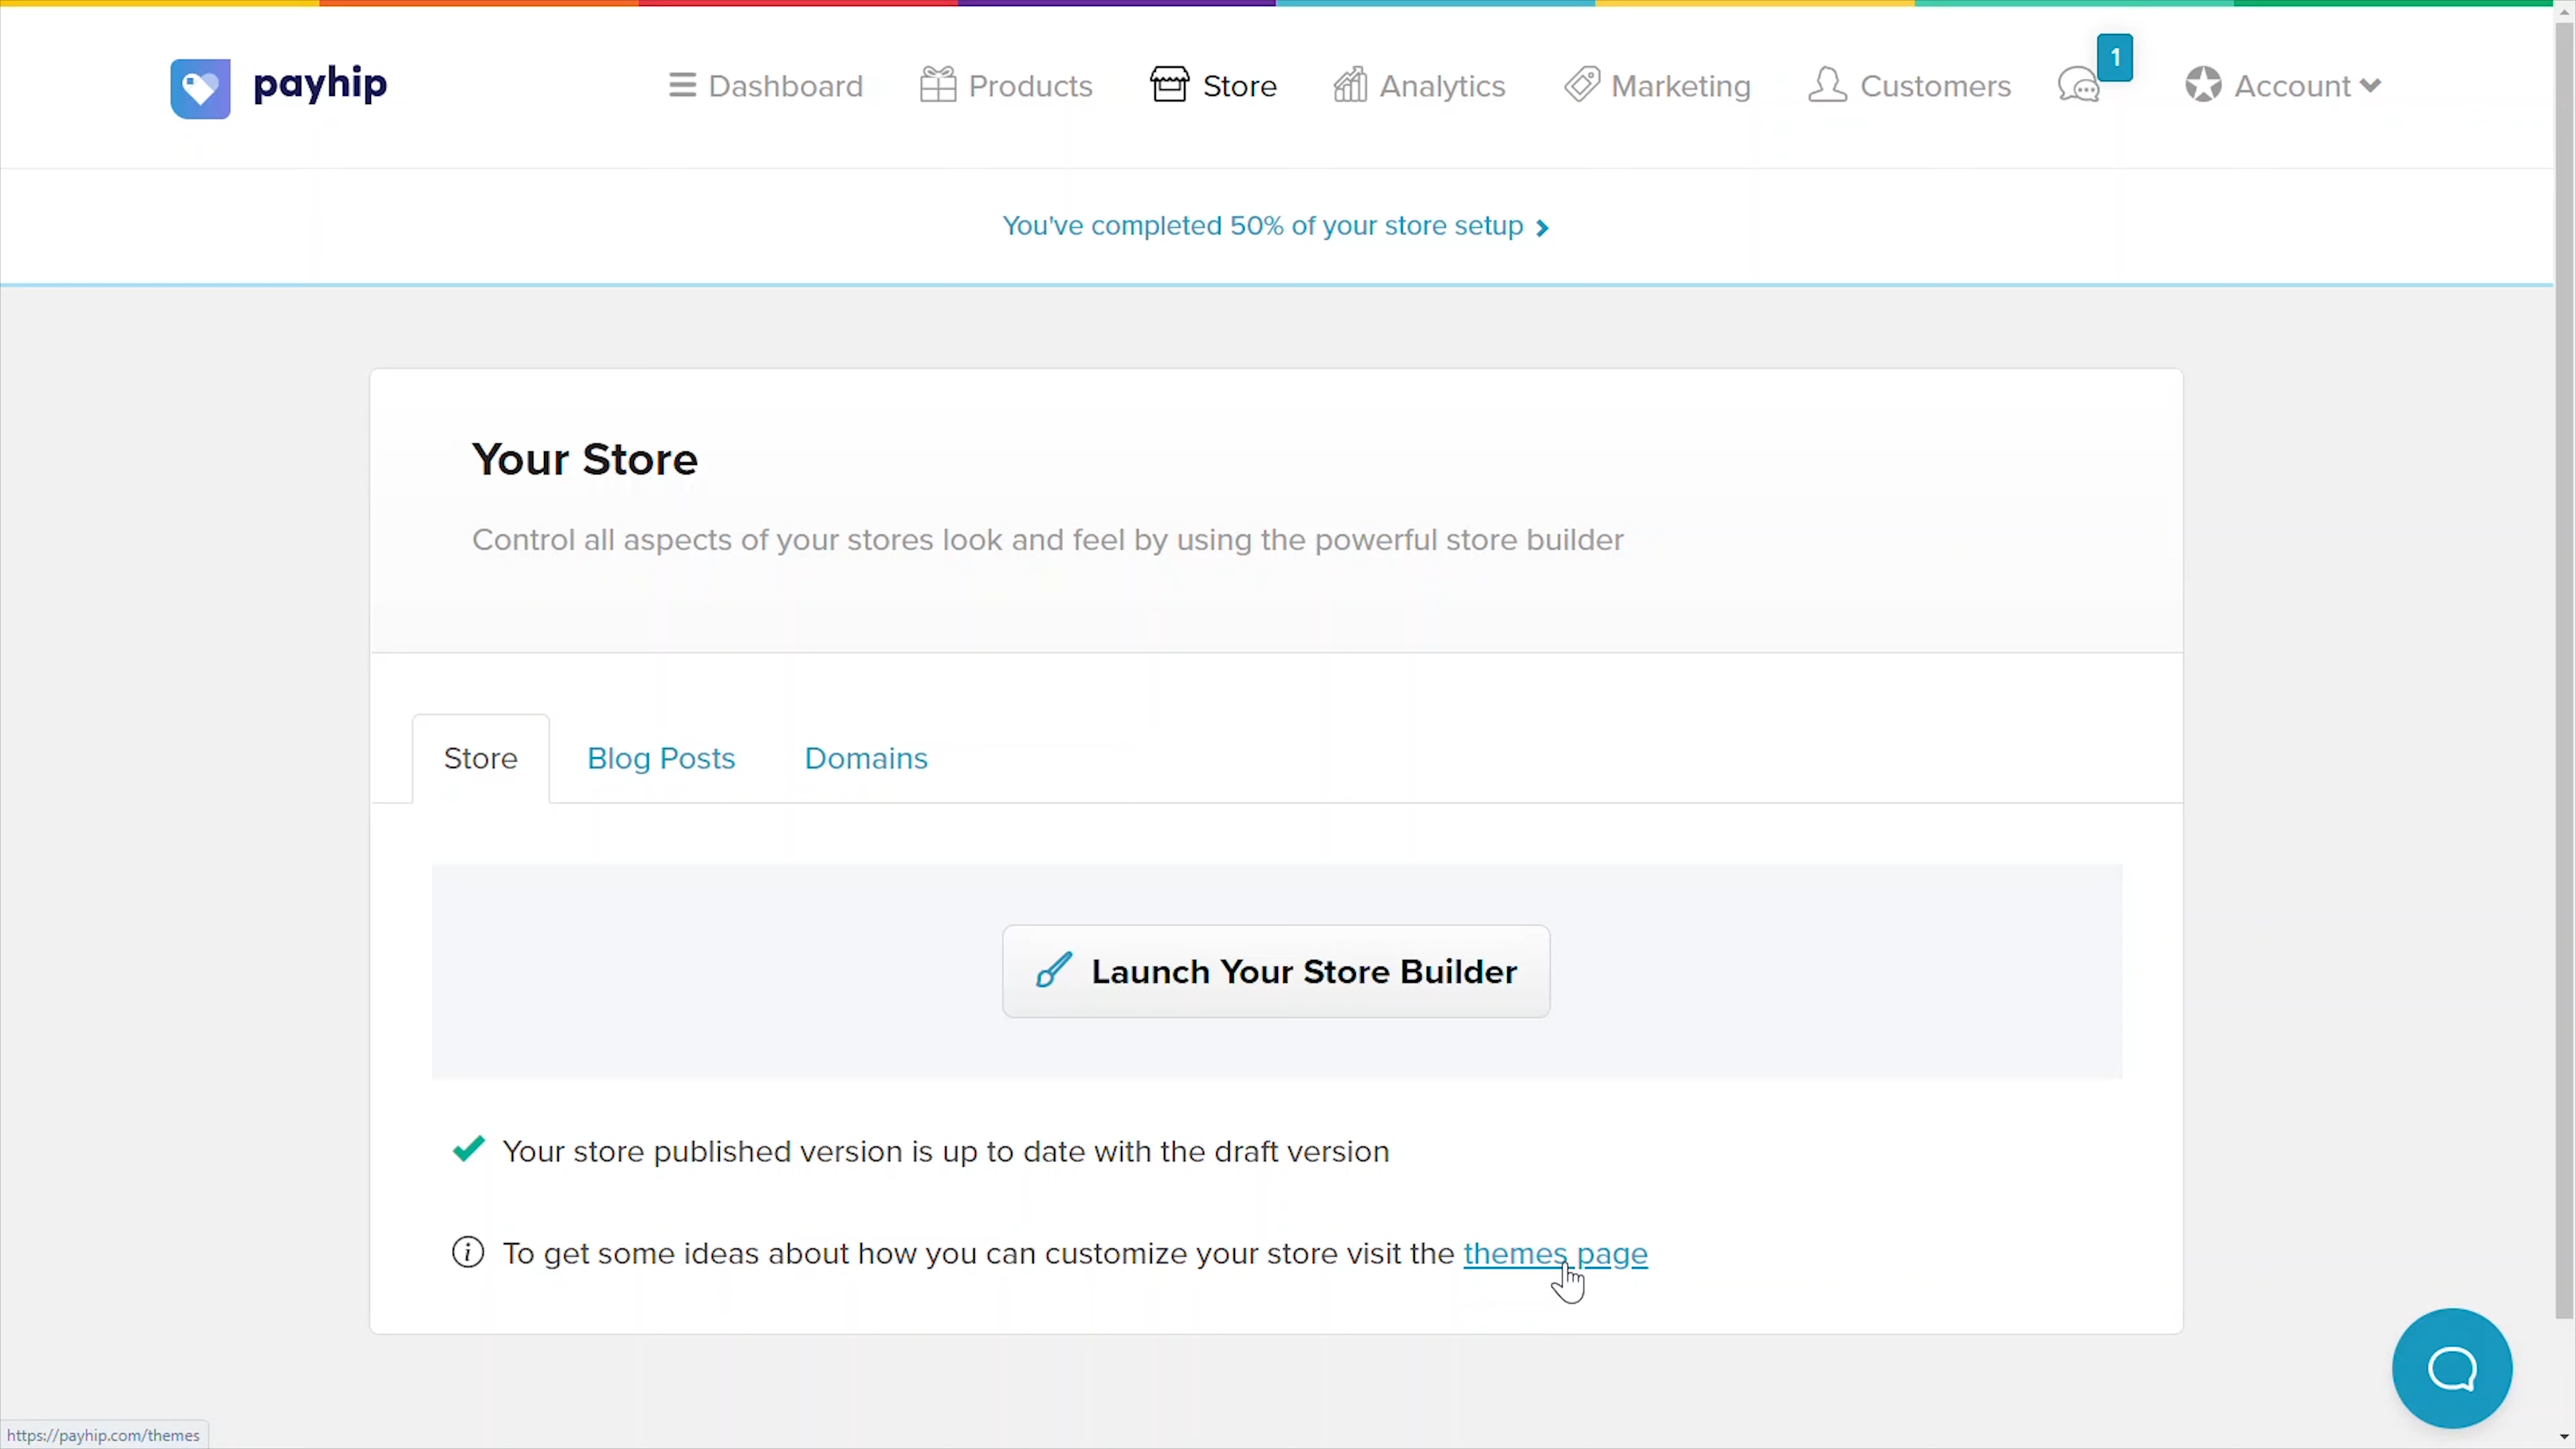 payhip
Dashboard Products Store Analytics Marketing Customers 1 Account
You've completed 50% of your store setup
Your Store
Control all aspects of your stores look and feel by using the powerful store builder
Store Blog Posts Domains
Launch Your Store Builder
Your store published version is up to date with the draft version
To get some ideas about how you can customize your store visit the themes page
https://payhip.com/themes